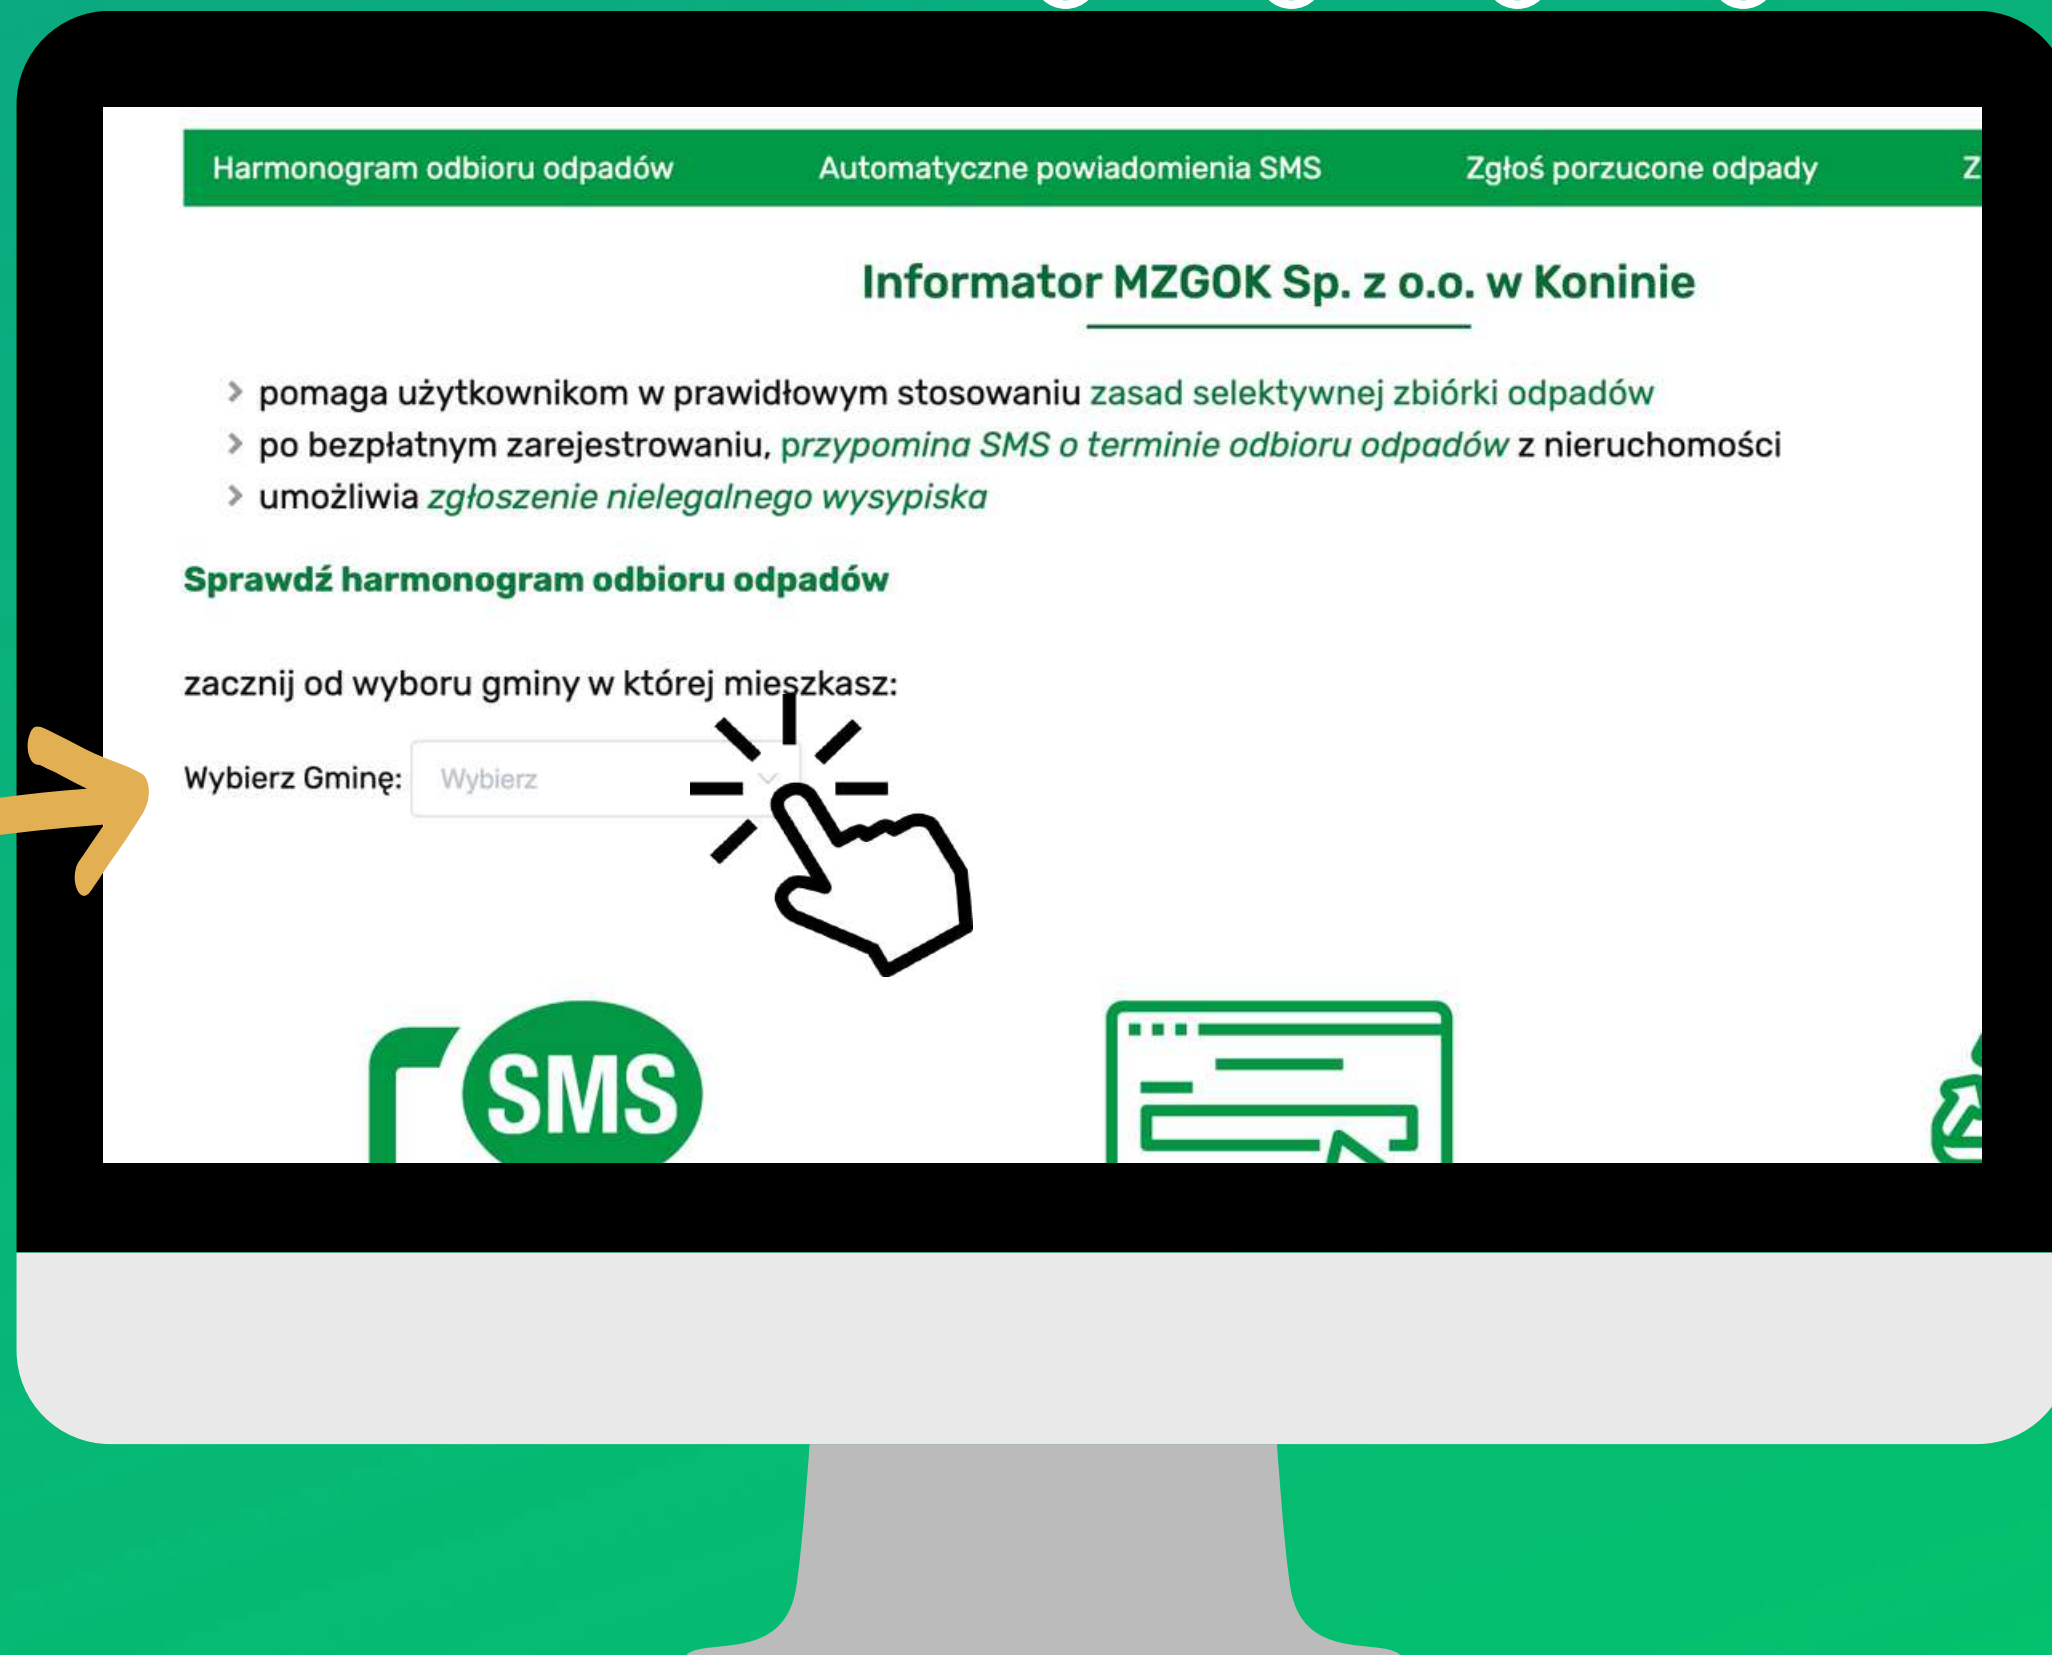 Harmonogram odbioru odpadów Automatyczne powiadomienia SMS Zgłoś porzucone odpady Z
Informator MZGOK Sp. z o.o. w Koninie
pomaga użytkownikom w prawidłowym stosowaniu zasad selektywnej zbiórki odpadów
po bezpłatnym zarejestrowaniu, przypomina SMS o terminie odbioru odpadów z nieruchomości
umożliwia zgłoszenie nielegalnego wysypiska
Sprawdź harmonogram odbioru odpadów
zacznij od wyboru gminy w której mieszkasz:
Wybierz Gminę: Wybierz
SMS